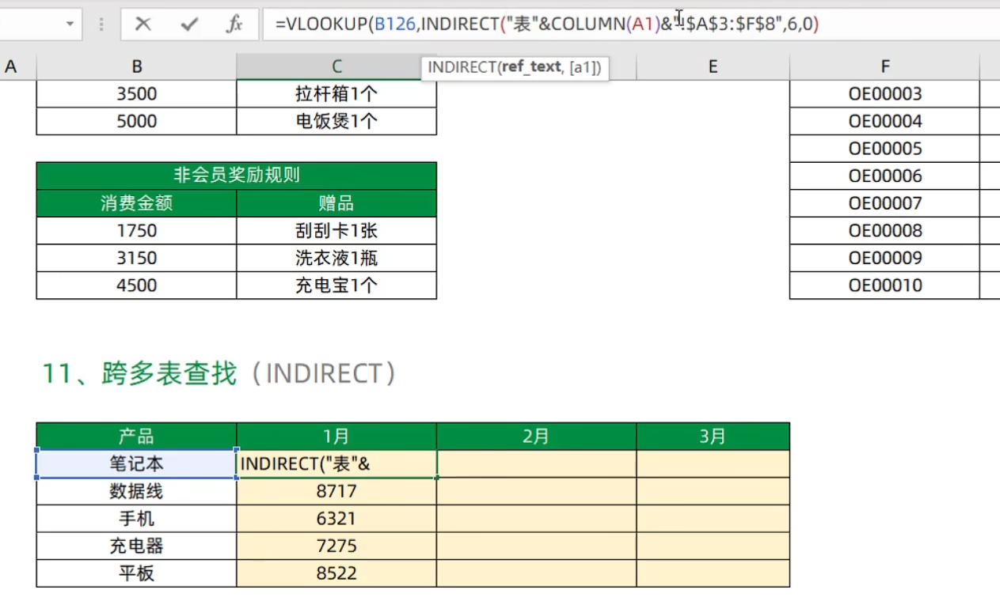 fx =VLOOKUP(B126,INDIRECT("表"&COLUMN(A1)&"!$A$3:$F$8",6,0)
INDIRECT(ref_text, [a1])
A B C E F
3500 拉杆箱1个 OE00003
5000 电饭煲1个 OE00004
OE00005
非会员奖励规则 OE00006
消费金额 赠品 OE00007
1750 刮刮卡1张 OE00008
3150 洗衣液1瓶 OE00009
4500 充电宝1个 OE00010
11、跨多表查找（INDIRECT）
产品 1月 2月 3月
笔记本 INDIRECT("表"&
数据线 8717
手机 6321
充电器 7275
平板 8522